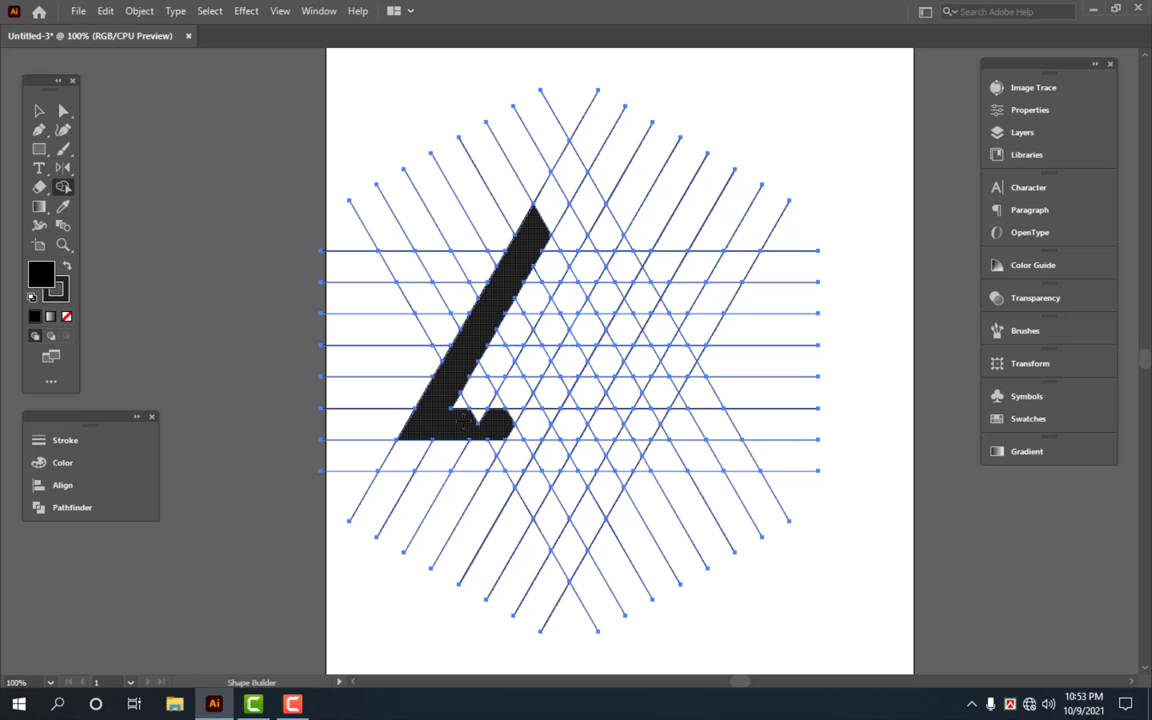 Ai File Edit Object Type Select Effect View Window Help Search Adobe Help
Untitled-3* @ 100% (RGB/CPU Preview)
Image Trace
Properties
Layers
Libraries
Character
Paragraph
OpenType
Color Guide
Transparency
Brushes
Transform
Symbols
Swatches
Gradient
Stroke
Color
Align
Pathfinder
100% 1 Shape Builder
Ai 10:53 PM
10/9/2021